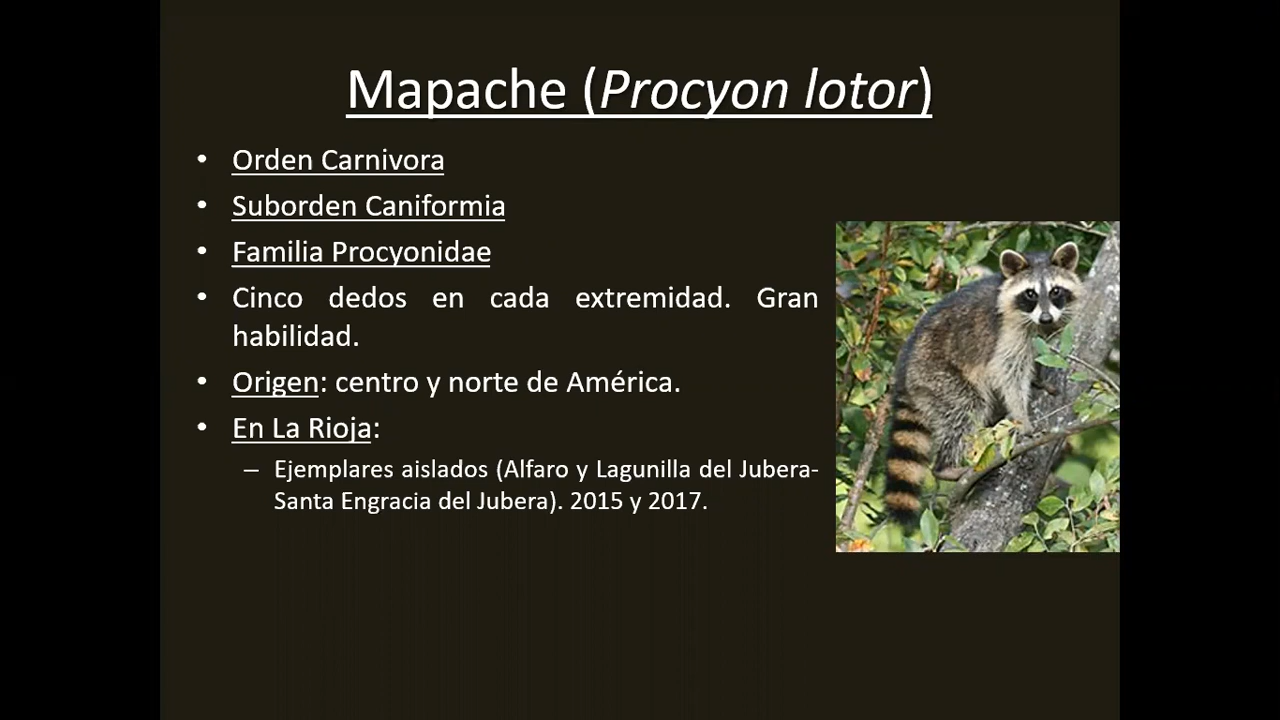 Mapache (Procyon lotor)
• Orden Carnivora
• Suborden Caniformia
• Familia Procyonidae
• Cinco dedos en cada extremidad. Gran
habilidad.
• Origen: centro y norte de América.
• En La Rioja:
– Ejemplares aislados (Alfaro y Lagunilla del Jubera-
Santa Engracia del Jubera). 2015 y 2017.